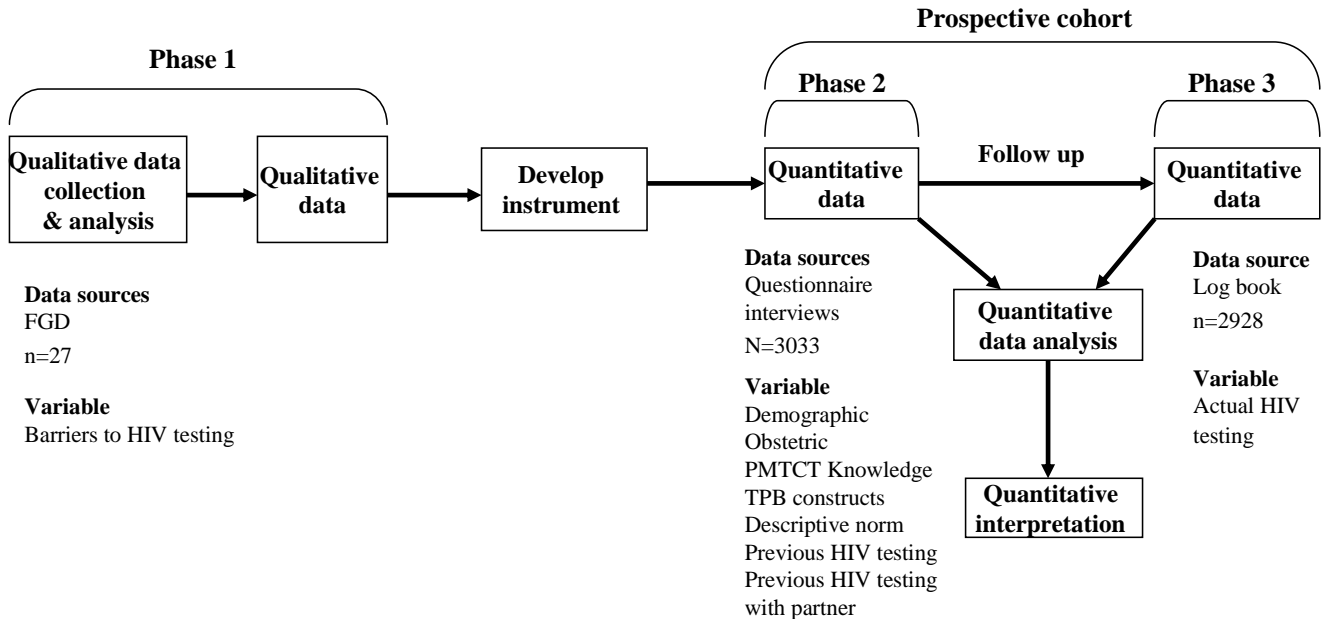 Prospective cohort
Phase 1
Phase 2
Phase 3
Qualitative data
collection
& analysis
Qualitative
data
Develop
instrument
Quantitative
data
Follow up
Quantitative
data
Data sources
FGD
n=27
Variable
Barriers to HIV testing
Data sources
Questionnaire
interviews
N=3033
Variable
Demographic
Obstetric
PMTCT Knowledge
TPB constructs
Descriptive norm
Previous HIV testing
Previous HIV testing
with partner
Quantitative
data analysis
Quantitative
interpretation
Data source
Log book
n=2928
Variable
Actual HIV
testing